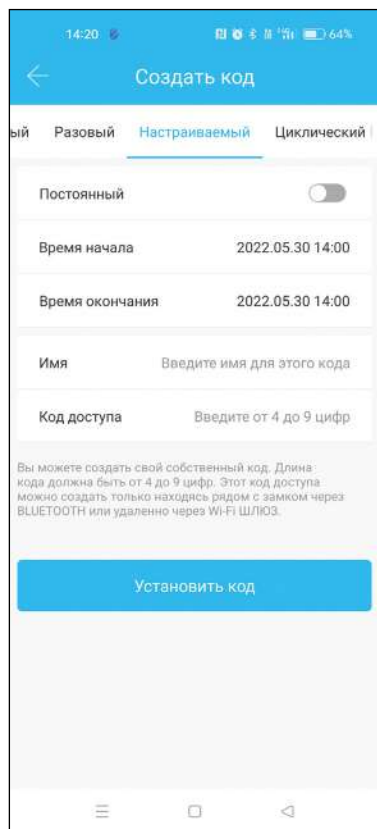 14:20 64%
Создать код
ый Разовый Настраиваемый Циклический
Постоянный
Время начала 2022.05.30 14:00
Время окончания 2022.05.30 14:00
Имя Введите имя для этого кода
Код доступа Введите от 4 до 9 цифр
Вы можете создать свой собственный код. Длина
кода должна быть от 4 до 9 цифр. Этот код доступа
можно создать только находясь рядом с замком через
BLUETOOTH или удаленно через Wi-Fi ШЛЮЗ.
Установить код